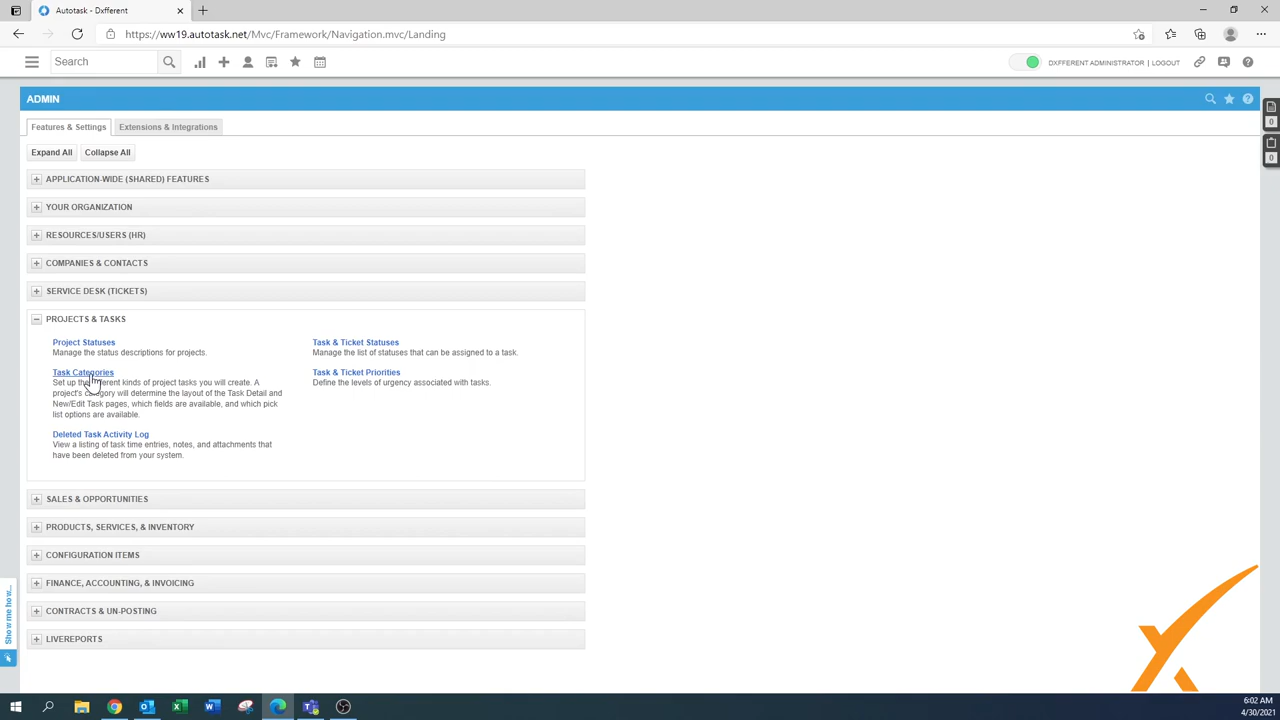 Autotask - Dxfferent
https://ww19.autotask.net/Mvc/Framework/Navigation.mvc/Landing
Search
DXFFERENT ADMINISTRATOR | LOGOUT
ADMIN
Features & Settings
Extensions & Integrations
0
Expand All
Collapse All
0
APPLICATION-WIDE (SHARED) FEATURES
YOUR ORGANIZATION
RESOURCES/USERS (HR)
COMPANIES & CONTACTS
SERVICE DESK (TICKETS)
PROJECTS & TASKS
Project Statuses
Manage the status descriptions for projects.
Task Categories
Set up the different kinds of project tasks you will create. A
project's category will determine the layout of the Task Detail and
New/Edit Task pages, which fields are available, and which pick
list options are available.
Deleted Task Activity Log
View a listing of task time entries, notes, and attachments that
have been deleted from your system.
Task & Ticket Statuses
Manage the list of statuses that can be assigned to a task.
Task & Ticket Priorities
Define the levels of urgency associated with tasks.
SALES & OPPORTUNITIES
PRODUCTS, SERVICES, & INVENTORY
CONFIGURATION ITEMS
FINANCE, ACCOUNTING, & INVOICING
CONTRACTS & UN-POSTING
LIVEREPORTS
Show me how...
6:02 AM
4/30/2021